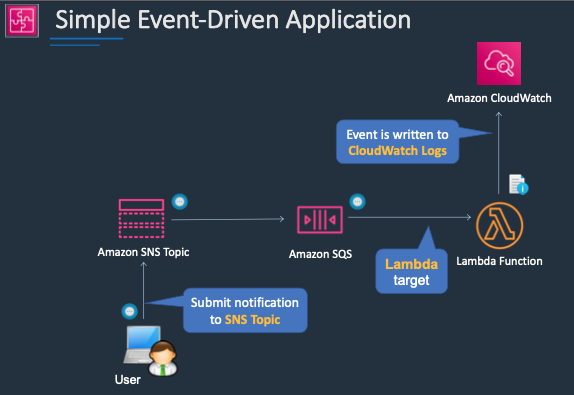 Simple Event-Driven Application
Amazon CloudWatch
Event is written to
CloudWatch Logs
Amazon SNS Topic
Amazon SQS
Lambda Function
Lambda
target
Submit notification
to SNS Topic
User